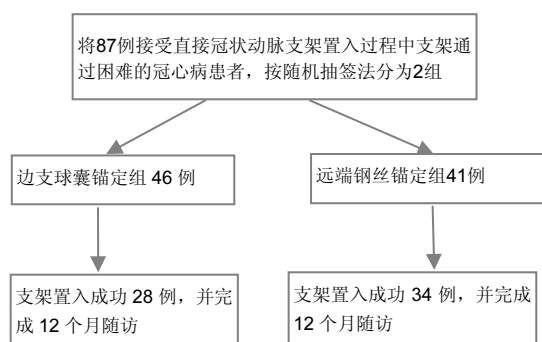 将87例接受直接冠状动脉支架置入过程中支架通
过困难的冠心病患者，按随机抽签法分为2组
边支球囊锚定组 46 例
远端钢丝锚定组41例
支架置入成功 28 例，并完
成 12 个月随访
支架置入成功 34 例，并完成
12 个月随访